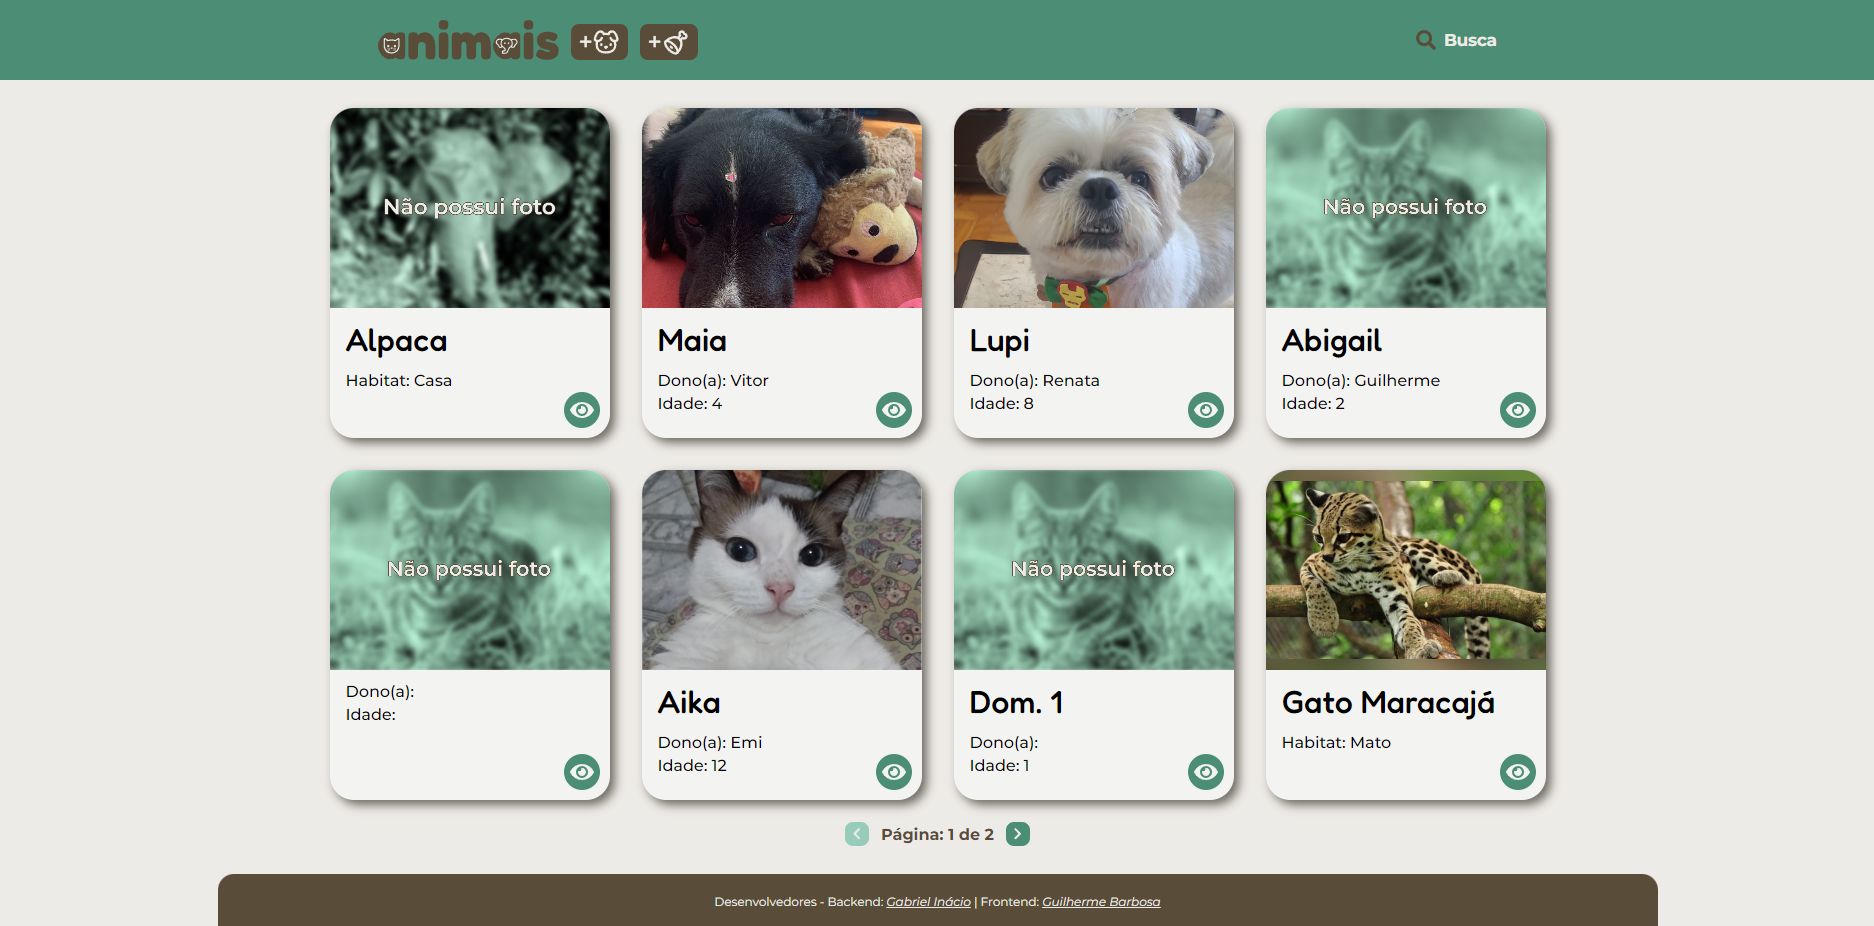 animais
+
+
Busca
Não possui foto
Alpaca
Habitat: Casa
Maia
Dono(a): Vitor
Idade: 4
Lupi
Dono(a): Renata
Idade: 8
Não possui foto
Abigail
Dono(a): Guilherme
Idade: 2
Não possui foto
Dono(a):
Idade:
Aika
Dono(a): Emi
Idade: 12
Não possui foto
Dom. 1
Dono(a):
Idade: 1
Gato Maracajá
Habitat: Mato
Página: 1 de 2
Desenvolvedores - Backend: Gabriel Inácio | Frontend: Guilherme Barbosa